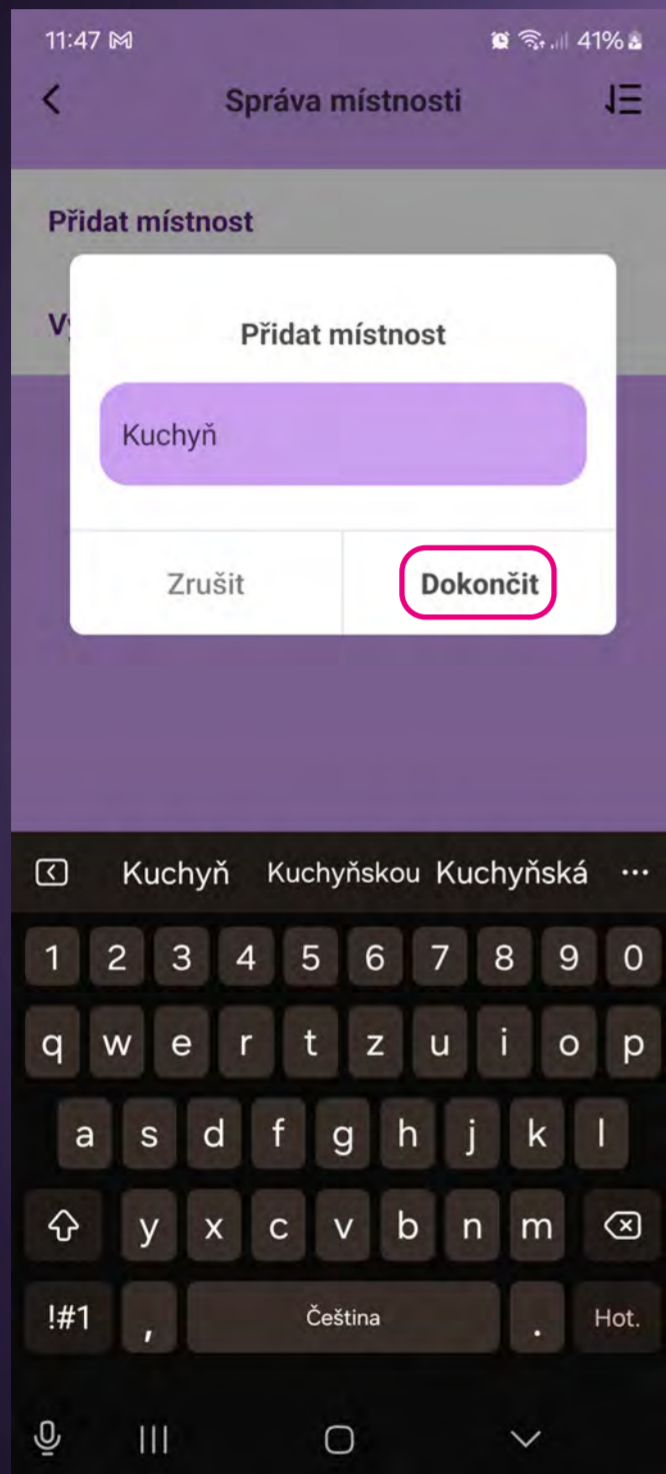 11:47 41%
Správa místnosti
Přidat místnost
Přidat místnost
Kuchyň
Zrušit Dokončit
Kuchyň Kuchyňskou Kuchyňská ...
1 2 3 4 5 6 7 8 9 0
q w e r t z u i o p
a s d f g h j k l
y x c v b n m
!#1 , Čeština . Hot.